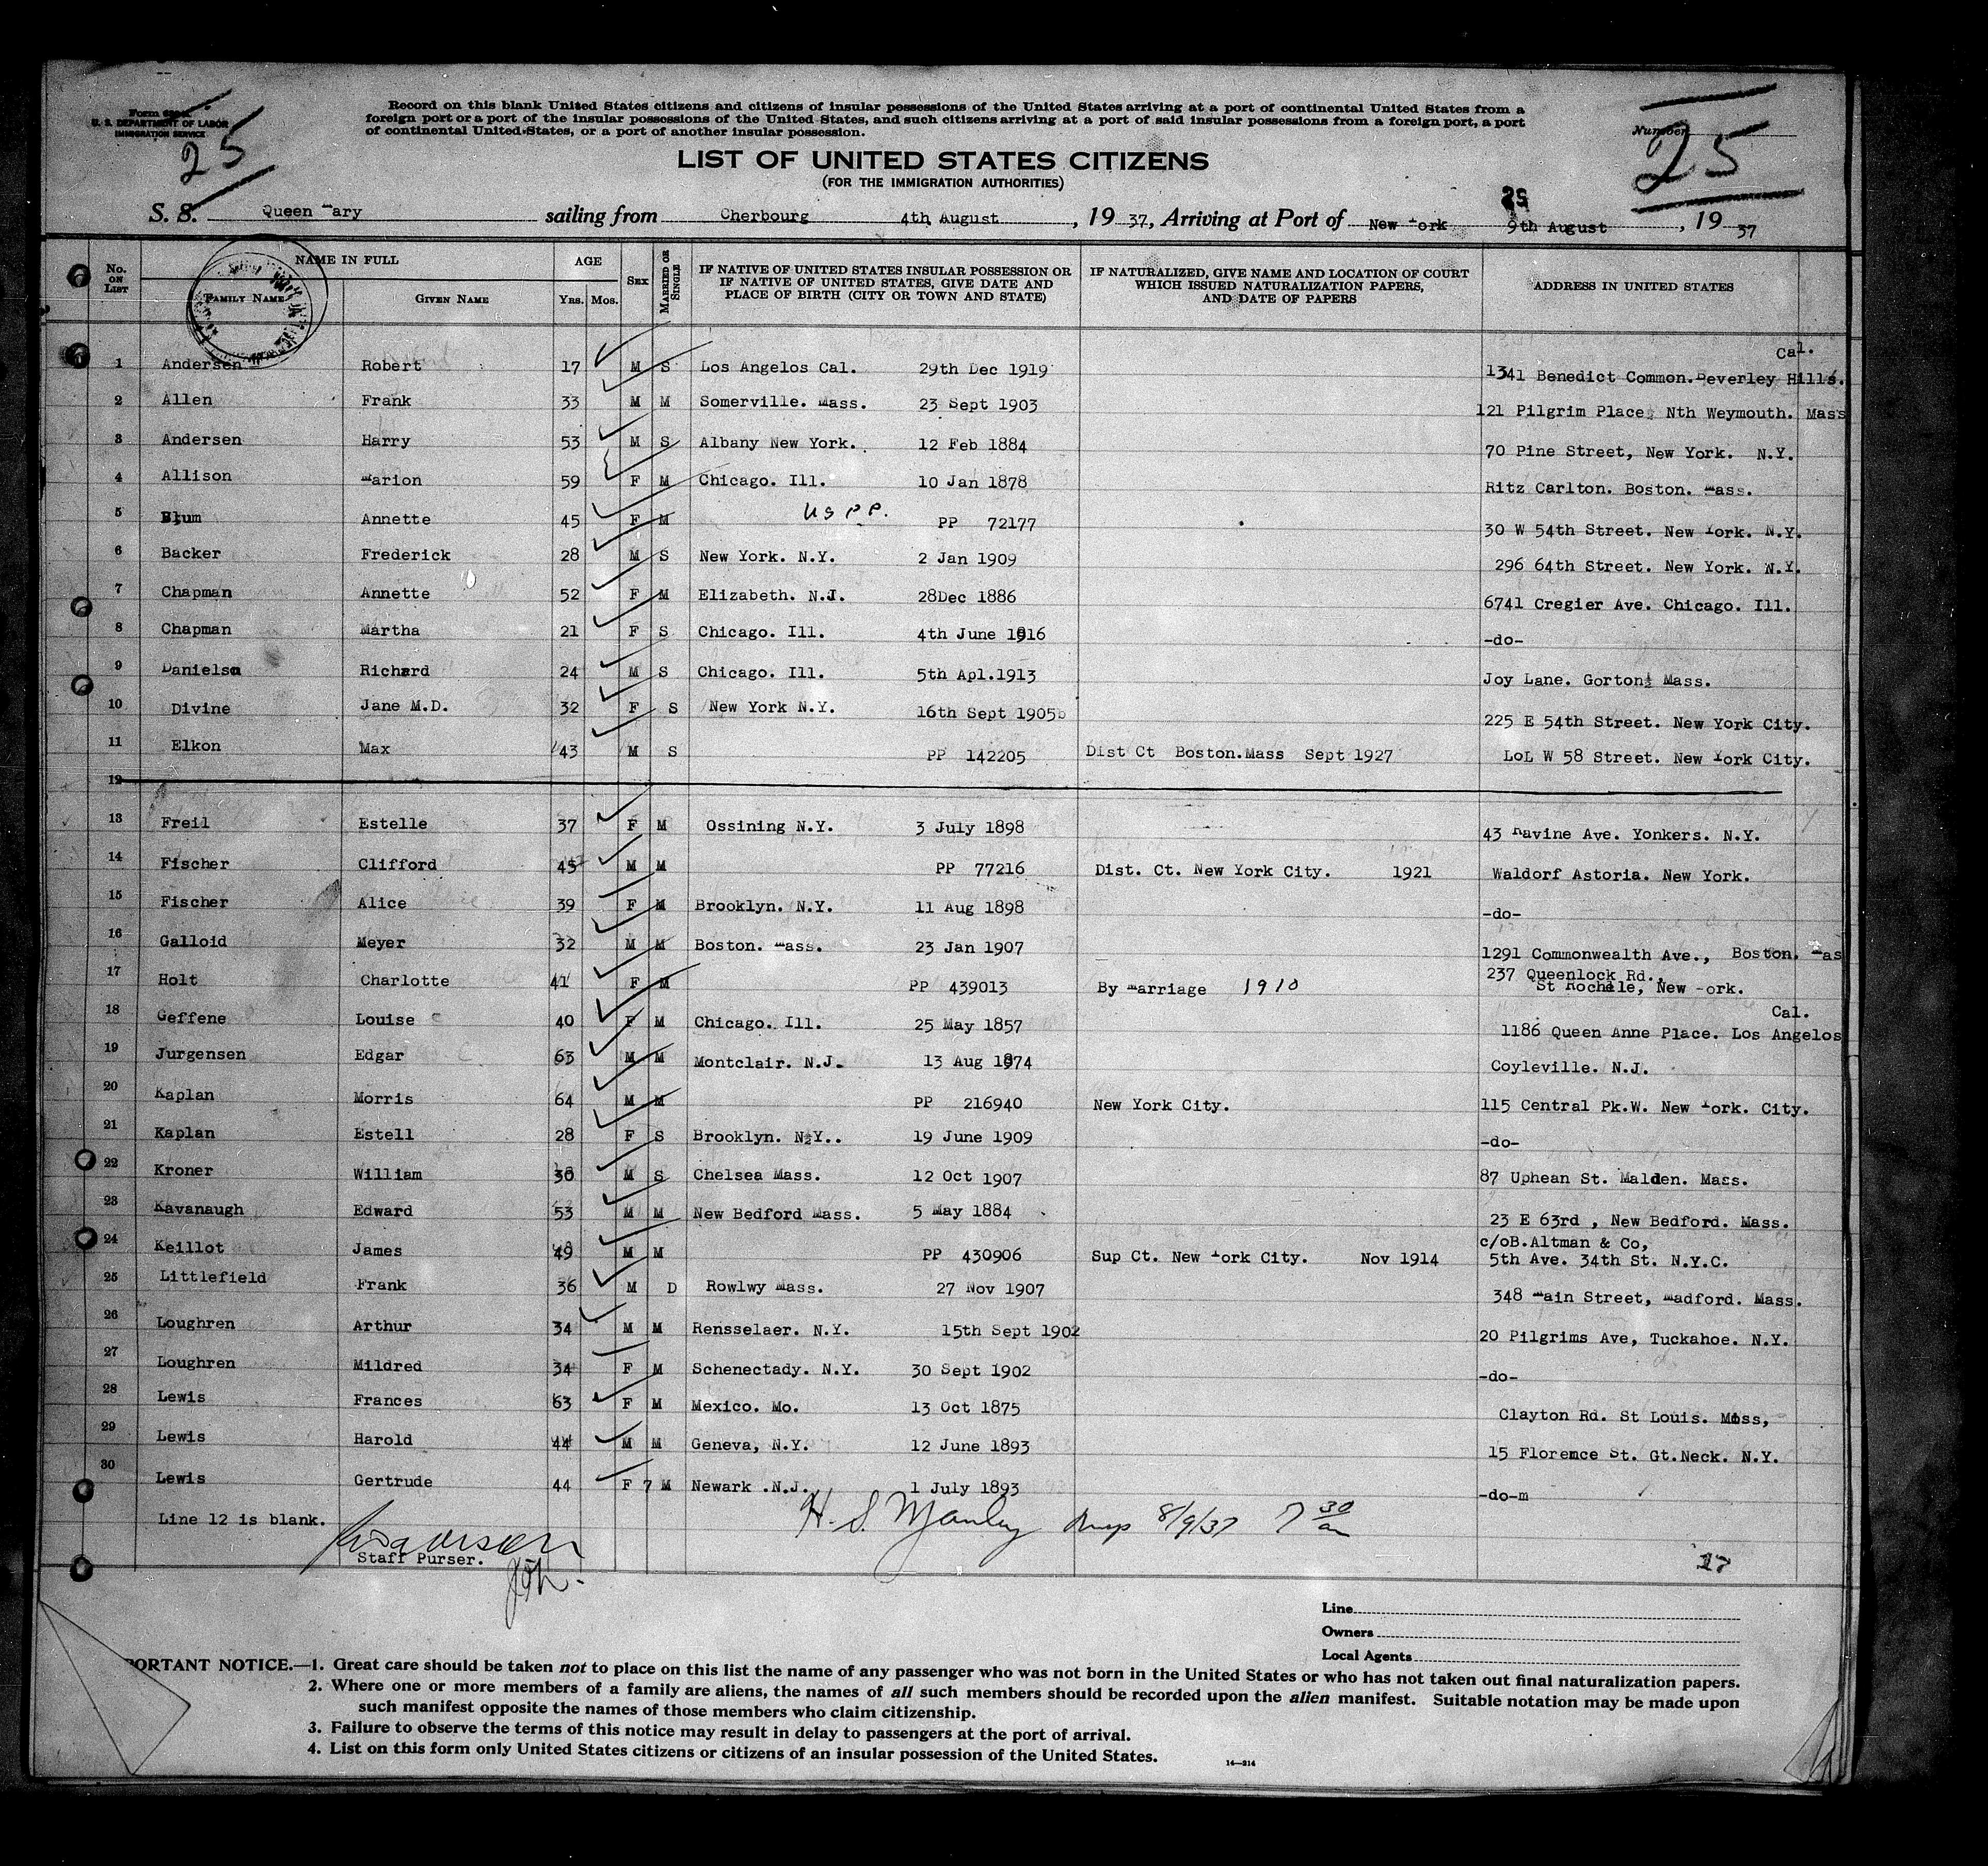 Form
U. S. DEPARTMENT OF LABOR
IMMIGRATION SERVICE
25
Record on this blank United States citizens and citizens of insular possessions of the United States arriving at a port of continental United States from a
foreign port or a port of the insular possessions of the United States, and such citizens arriving at a port of said insular possessions from a foreign port, a port
of continental United States, or a port of another insular possession.
Number
25
LIST OF UNITED STATES CITIZENS
(FOR THE IMMIGRATION AUTHORITIES)
25
S. S. Queen Mary sailing from Cherbourg 4th August , 19 37, Arriving at Port of New York 9th August , 19 37
No. ON LIST
NAME IN FULL
FAMILY NAME GIVEN NAME
AGE
Yrs. Mos.
SEX
MARRIED OR SINGLE
IF NATIVE OF UNITED STATES INSULAR POSSESSION OR
IF NATIVE OF UNITED STATES, GIVE DATE AND
PLACE OF BIRTH (CITY OR TOWN AND STATE)
IF NATURALIZED, GIVE NAME AND LOCATION OF COURT
WHICH ISSUED NATURALIZATION PAPERS,
AND DATE OF PAPERS
ADDRESS IN UNITED STATES
Cal.
1 Andersen Robert 17 M S Los Angelos Cal. 29th Dec 1919 1341 Benedict Common.Beverley Hills.
2 Allen Frank 33 M M Somerville. Mass. 23 Sept 1903 121 Pilgrim Place, Nth Weymouth. Mass
3 Andersen Harry 53 M S Albany New York. 12 Feb 1884 70 Pine Street, New York. N.Y.
4 Allison Marion 59 F M Chicago. Ill. 10 Jan 1878 Ritz Carlton. Boston. Mass.
5 Blum Annette 45 F M US P.P. PP 72177 30 W 54th Street. New York. N.Y.
6 Backer Frederick 28 M S New York. N.Y. 2 Jan 1909 296 64th Street. New York. N.Y.
7 Chapman Annette 52 F M Elizabeth. N.J. 28Dec 1886 6741 Cregier Ave. Chicago. Ill.
8 Chapman Martha 21 F S Chicago. Ill. 4th June 1916 -do-
9 Danielsn Richard 24 M S Chicago. Ill. 5th Apl.1913 Joy Lane. Gorton. Mass.
10 Divine Jane M.D. 32 F S New York N.Y. 16th Sept 1905 225 E 54th Street. New York City.
11 Elkon Max 43 M S PP 142205 Dist Ct Boston.Mass Sept 1927 LoL W 58 Street. New York City.
12
13 Freil Estelle 37 F M Ossining N.Y. 3 July 1898 43 Ravine Ave. Yonkers. N.Y.
14 Fischer Clifford 45 M M PP 77216 Dist. Ct. New York City. 1921 Waldorf Astoria. New York.
15 Fischer Alice 39 F M Brooklyn. N.Y. 11 Aug 1898 -do-
16 Galloid Meyer 32 M M Boston. Mass. 23 Jan 1907 1291 Commonwealth Ave., Boston. Mas
17 Holt Charlotte 41 F M PP 439013 By Marriage 1910 237 Queenlock Rd.,
St Rochele, New York.
Cal.
18 Geffene Louise 40 F M Chicago. Ill. 25 May 1857 1186 Queen Anne Place. Los Angelos
19 Jurgensen Edgar 63 M M Montclair. N.J. 13 Aug 1874 Coyleville. N.J.
20 Kaplan Morris 64 M M PP 216940 New York City. 115 Central Pk.W. New York. City.
21 Kaplan Estell 28 F S Brooklyn. N.Y.. 19 June 1909 -do-
22 Kroner William 30 M S Chelsea Mass. 12 Oct 1907 87 Uphean St. Malden. Mass.
23 Kavanaugh Edward 53 M M New Bedford Mass. 5 May 1884 23 E 63rd , New Bedford. Mass.
24 Keillot James 49 M M PP 430906 Sup Ct. New York City. Nov 1914 c/oB.Altman & Co,
5th Ave. 34th St. N.Y.C.
25 Littlefield Frank 36 M D Rowlwy Mass. 27 Nov 1907 348 Main Street, Madford. Mass.
26 Loughren Arthur 34 M M Rensselaer. N.Y. 15th Sept 1902 20 Pilgrims Ave, Tuckahoe. N.Y.
27 Loughren Mildred 34 F M Schenectady. N.Y. 30 Sept 1902 -do-
28 Lewis Frances 63 F M Mexico. Mo. 13 Oct 1875 Clayton Rd. St Louis. Miss,
29 Lewis Harold 44 M M Geneva, N.Y. 12 June 1893 15 Florence St. Gt.Neck. N.Y.
30 Lewis Gertrude 44 F 7 M Newark .N.J. 1 July 1893 -do-m
Line 12 is blank.
H. S. Manley Insp 8/9/37 7 30 am
Staff Purser.
17
Line
Owners
Local Agents
PORTANT NOTICE.—1. Great care should be taken not to place on this list the name of any passenger who was not born in the United States or who has not taken out final naturalization papers.
2. Where one or more members of a family are aliens, the names of all such members should be recorded upon the alien manifest. Suitable notation may be made upon
such manifest opposite the names of those members who claim citizenship.
3. Failure to observe the terms of this notice may result in delay to passengers at the port of arrival.
4. List on this form only United States citizens or citizens of an insular possession of the United States.
14—214